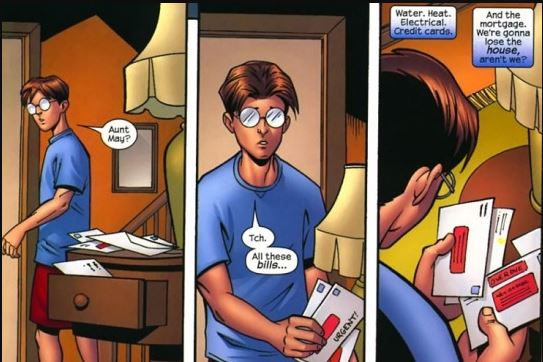 Aunt
May?
Tch.
All these
bills...
URGENT!
Water. Heat.
Electrical.
Credit cards.
And the
mortgage.
We're gonna
lose the
house,
aren't we?
OVERDUE